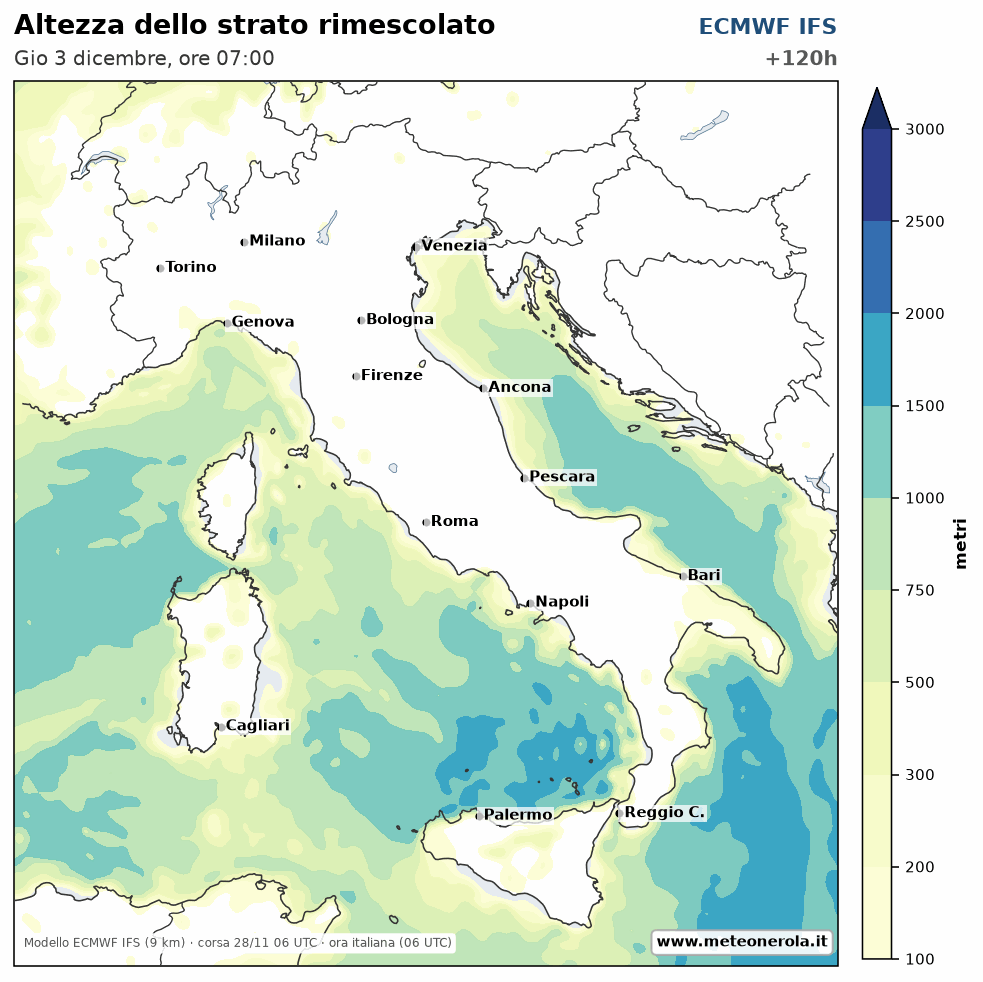 Altezza dello strato rimescolato
ECMWF IFS
Gio 3 dicembre, ore 07:00
+120h
3000
2500
2000
1500
1000
750
500
300
200
100
metri
Milano
Venezia
Torino
Genova
Bologna
Firenze
Ancona
Pescara
Roma
Bari
Napoli
Cagliari
Palermo
Reggio C.
Modello ECMWF IFS (9 km) · corsa 28/11 06 UTC · ora italiana (06 UTC)
www.meteonerola.it